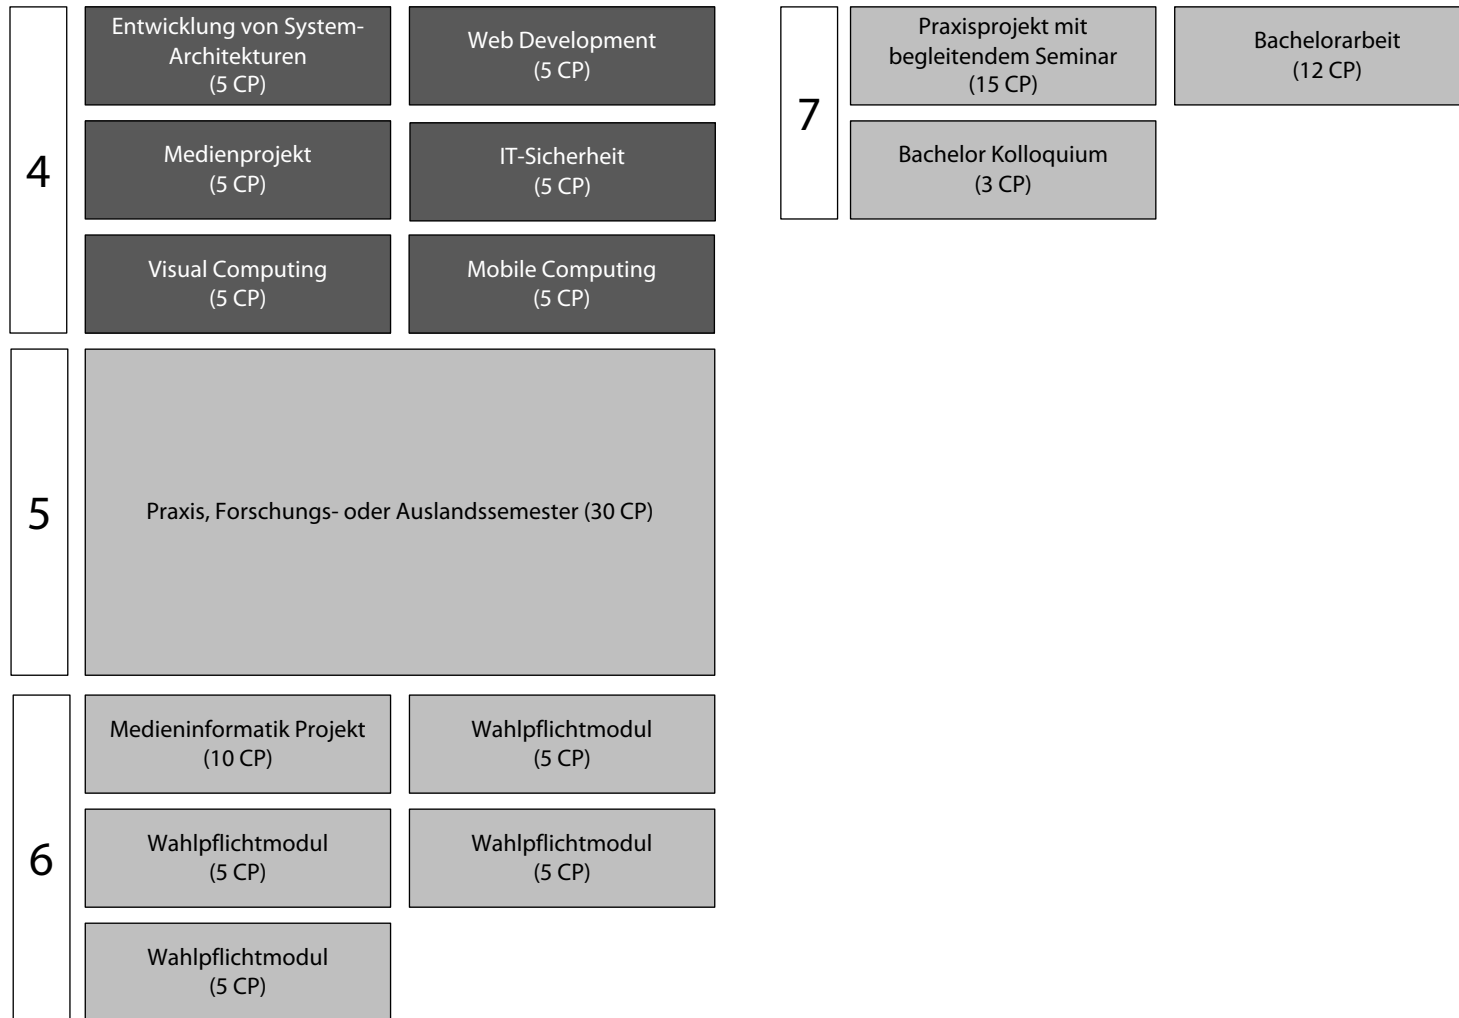 4
Entwicklung von System-
Architekturen
(5 CP)
Web Development
(5 CP)
Medienprojekt
(5 CP)
IT-Sicherheit
(5 CP)
Visual Computing
(5 CP)
Mobile Computing
(5 CP)
5
Praxis, Forschungs- oder Auslandssemester (30 CP)
6
Medieninformatik Projekt
(10 CP)
Wahlpflichtmodul
(5 CP)
Wahlpflichtmodul
(5 CP)
Wahlpflichtmodul
(5 CP)
Wahlpflichtmodul
(5 CP)
7
Praxisprojekt mit
begleitendem Seminar
(15 CP)
Bachelorarbeit
(12 CP)
Bachelor Kolloquium
(3 CP)